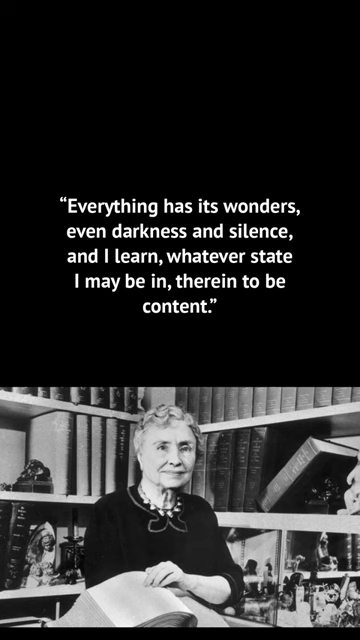 “Everything has its wonders,
even darkness and silence,
and I learn, whatever state
I may be in, therein to be
content.”